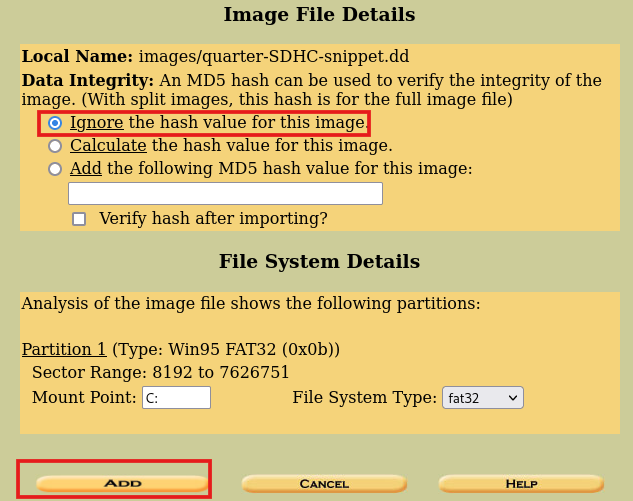 Image File Details
Local Name: images/quarter-SDHC-snippet.dd
Data Integrity: An MD5 hash can be used to verify the integrity of the
image. (With split images, this hash is for the full image file)
Ignore the hash value for this image.
Calculate the hash value for this image.
Add the following MD5 hash value for this image:
Verify hash after importing?
File System Details
Analysis of the image file shows the following partitions:
Partition 1 (Type: Win95 FAT32 (0x0b))
Sector Range: 8192 to 7626751
Mount Point: C: File System Type: fat32
ADD CANCEL HELP